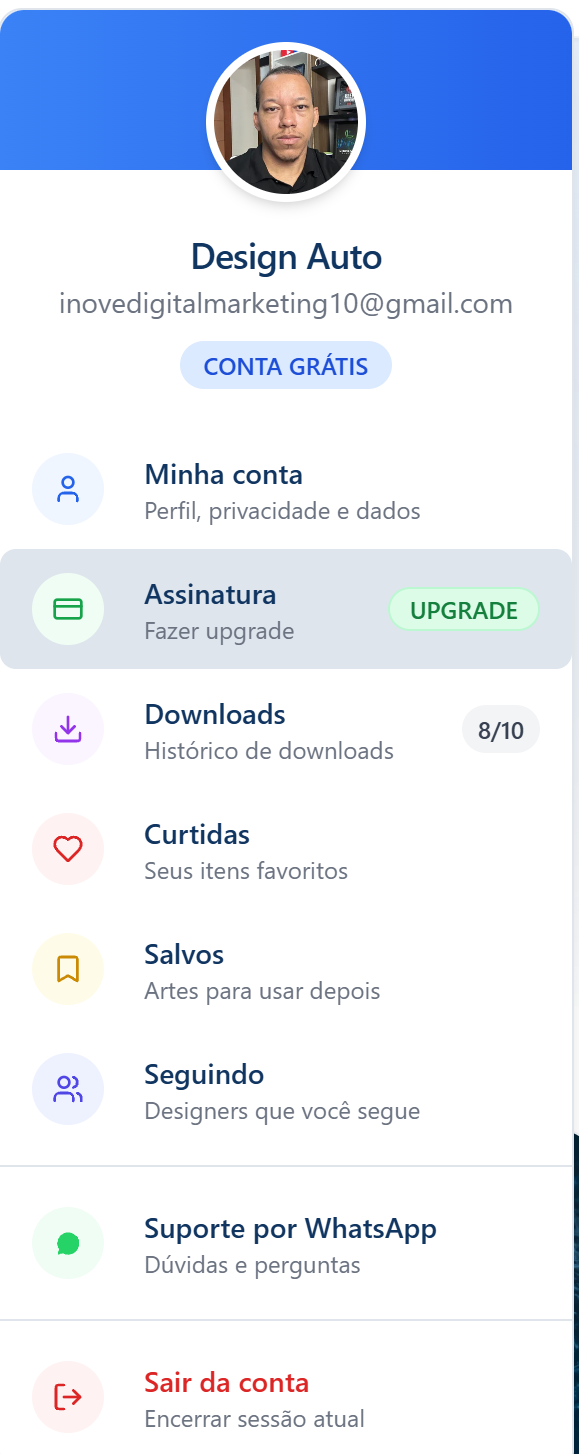 Design Auto
inovedigitalmarketing10@gmail.com
CONTA GRÁTIS
Minha conta
Perfil, privacidade e dados
Assinatura
Fazer upgrade
UPGRADE
Downloads
Histórico de downloads
8/10
Curtidas
Seus itens favoritos
Salvos
Artes para usar depois
Seguindo
Designers que você segue
Suporte por WhatsApp
Dúvidas e perguntas
Sair da conta
Encerrar sessão atual